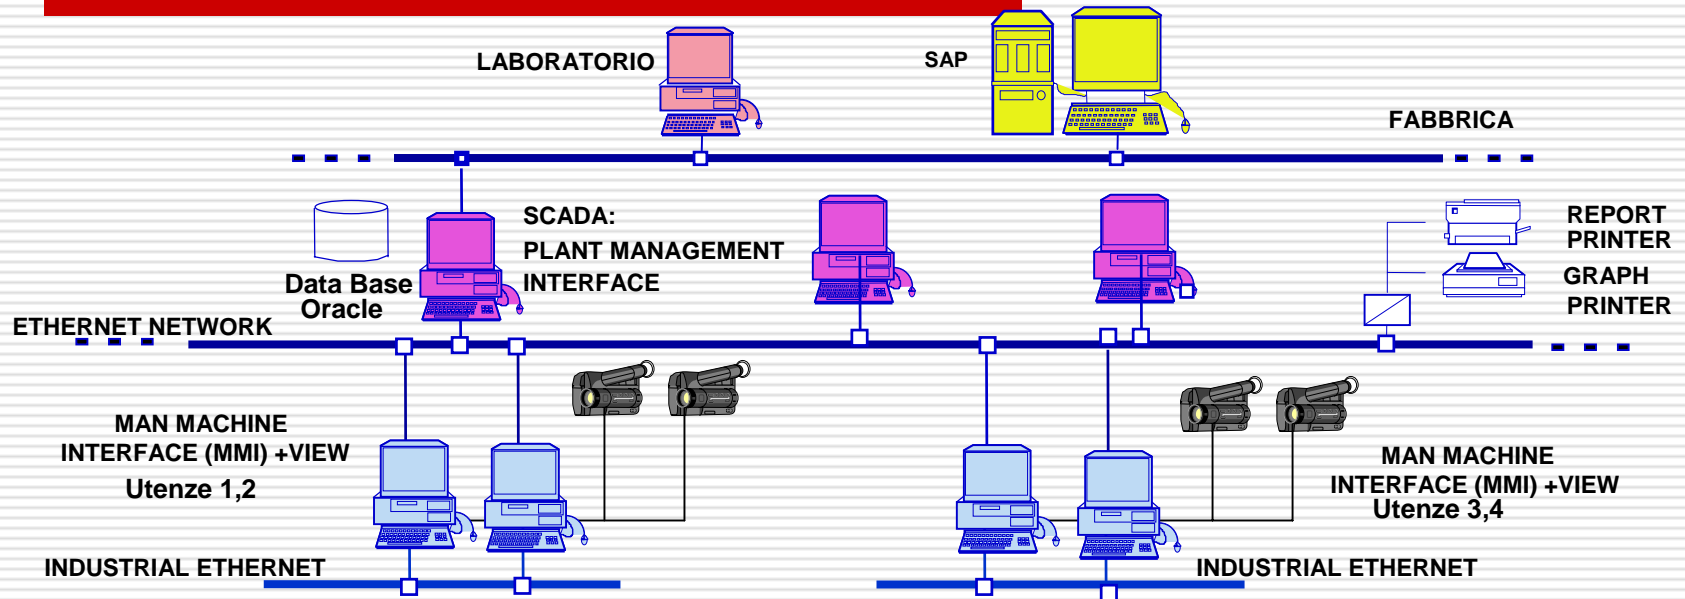 LABORATORIO
SAP
FABBRICA
SCADA:
PLANT MANAGEMENT
INTERFACE
Data Base
Oracle
REPORT
PRINTER
GRAPH
PRINTER
ETHERNET NETWORK
MAN MACHINE
INTERFACE (MMI) +VIEW
Utenze 1,2
MAN MACHINE
INTERFACE (MMI) +VIEW
Utenze 3,4
INDUSTRIAL ETHERNET
INDUSTRIAL ETHERNET